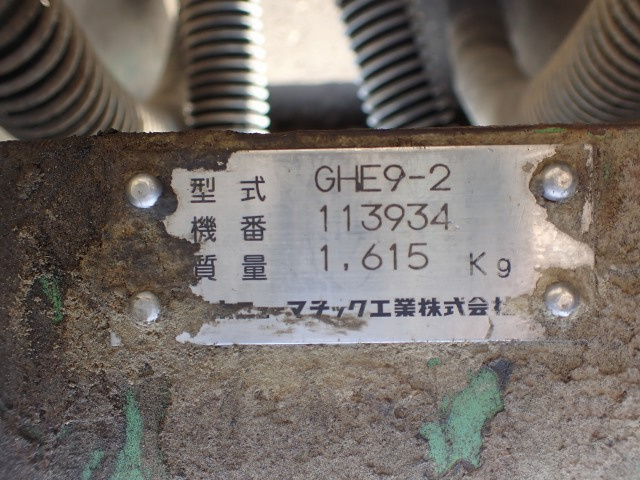 型式 GHE9-2
機番 113934
質量 1,615 Kg
ューマチック工業株式会社